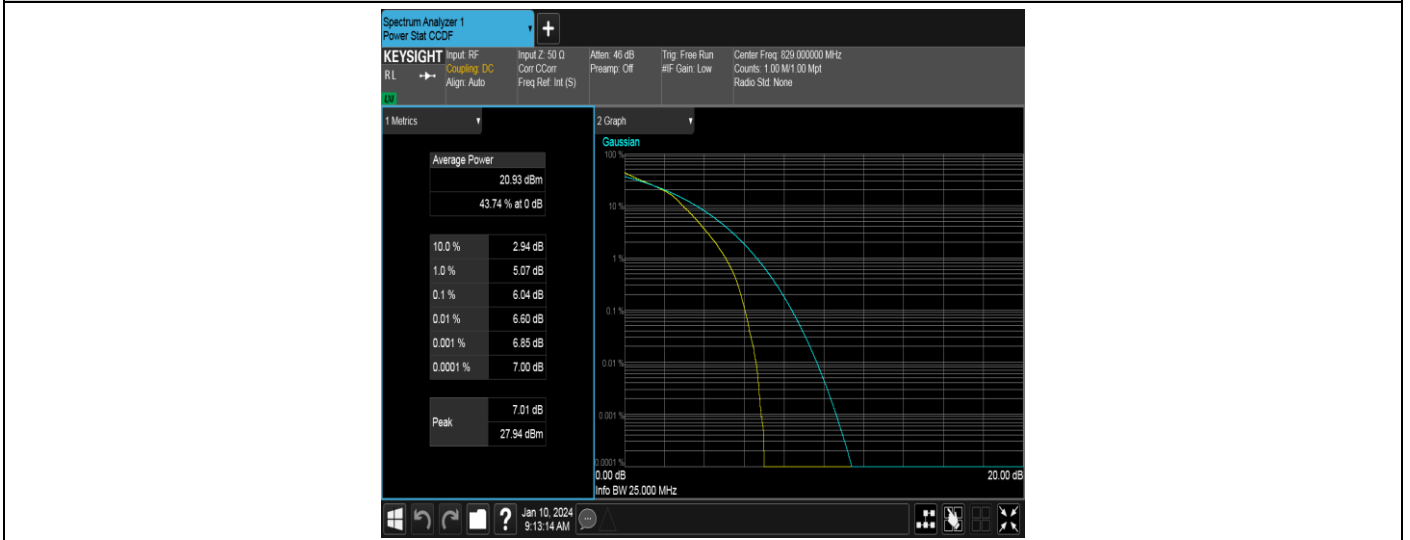 Spectrum Analyzer 1
Power Stat CCDF
KEYSIGHT
RL
LXI
Input: RF
Coupling: DC
Align: Auto
Input Z: 50 Ω
Corr CCorr
Freq Ref: Int (S)
Atten: 46 dB
Preamp: Off
Trig: Free Run
#IF Gain: Low
Center Freq: 829.000000 MHz
Counts: 1.00 M/1.00 Mpt
Radio Std: None
1 Metrics
Average Power
20.93 dBm
43.74 % at 0 dB
10.0 % 2.94 dB
1.0 % 5.07 dB
0.1 % 6.04 dB
0.01 % 6.60 dB
0.001 % 6.85 dB
0.0001 % 7.00 dB
Peak
7.01 dB
27.94 dBm
2 Graph
Gaussian
100 %
10 %
1 %
0.1 %
0.01 %
0.001 %
0.0001 %
0.00 dB 20.00 dB
Info BW 25.000 MHz
?
Jan 10, 2024
9:13:14 AM